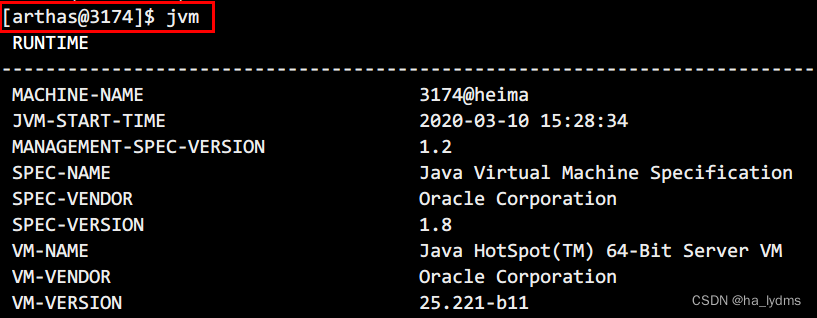 [arthas@3174]$ jvm
RUNTIME
--------------------------------------------------------------------------
MACHINE-NAME 3174@heima
JVM-START-TIME 2020-03-10 15:28:34
MANAGEMENT-SPEC-VERSION 1.2
SPEC-NAME Java Virtual Machine Specification
SPEC-VENDOR Oracle Corporation
SPEC-VERSION 1.8
VM-NAME Java HotSpot(TM) 64-Bit Server VM
VM-VENDOR Oracle Corporation
VM-VERSION 25.221-b11
CSDN @ha_lydms